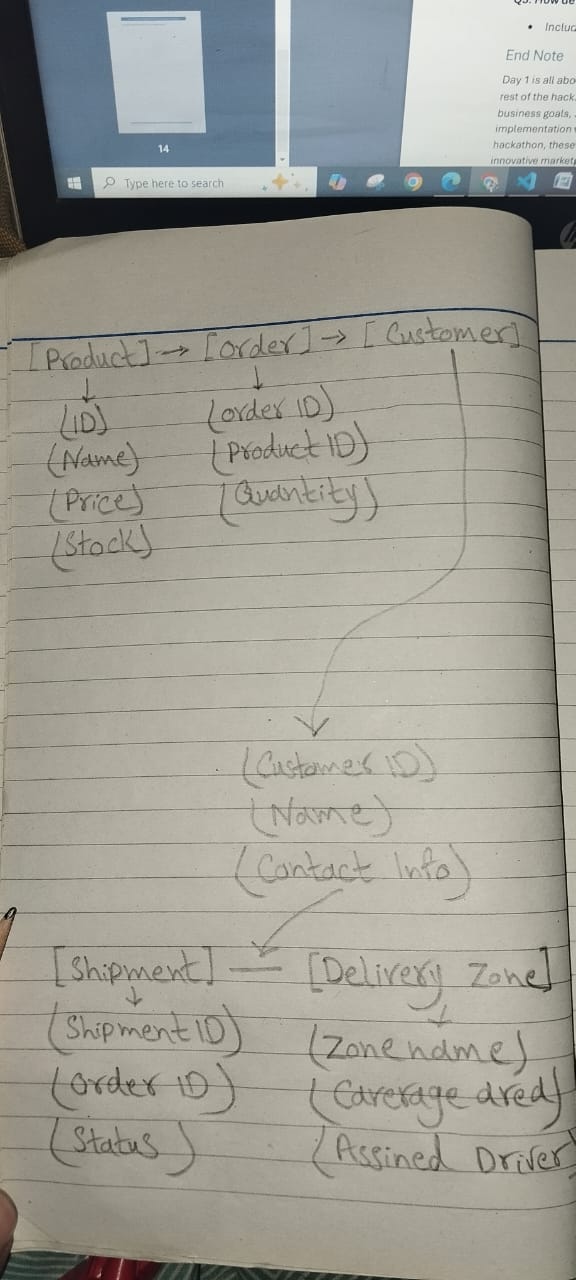 Q5. How de
• Includ
End Note
Day 1 is all abo
rest of the hack
business goals,
implementation
hackathon, these
innovative market
14
Type here to search
[Product] → [order] → [Customer]
(ID) (order ID)
(Name) (Product ID)
(Price) (Quantity)
(Stock)
(Customer ID)
(Name)
(Contact Info)
[Shipment] — [Delivery Zone]
(Shipment ID) (Zone name)
(Order ID) (Caverage area)
(Status) (Assined Driver